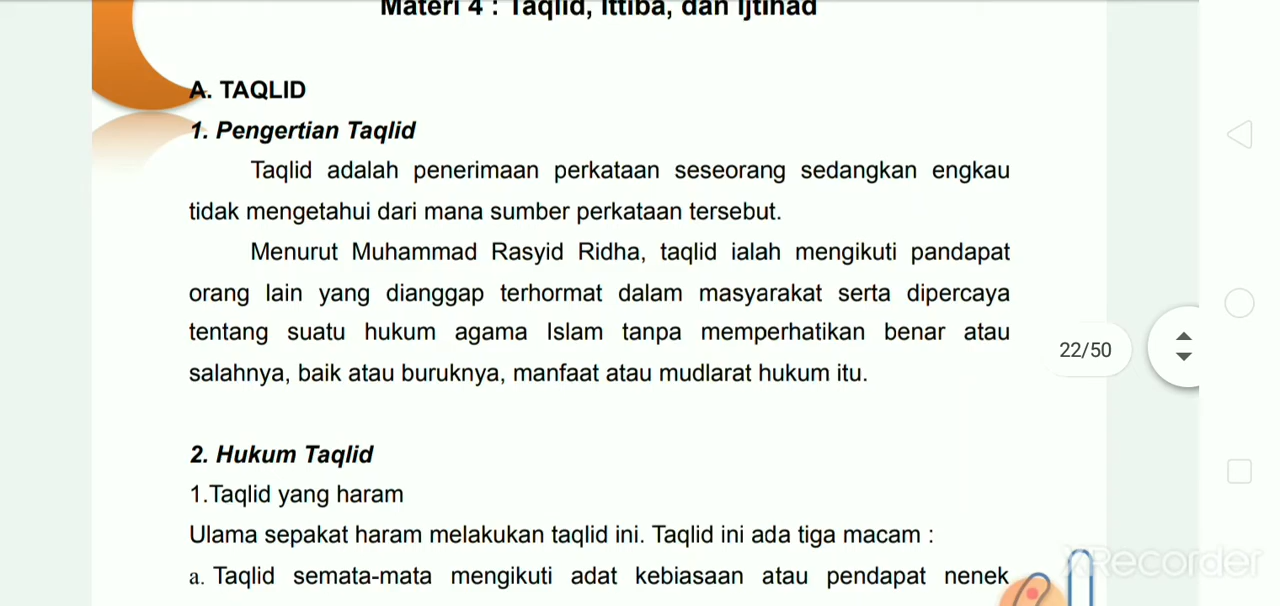 Materi 4 : Taqlid, Ittiba, dan Ijtihad
A. TAQLID
1. Pengertian Taqlid
Taqlid adalah penerimaan perkataan seseorang sedangkan engkau
tidak mengetahui dari mana sumber perkataan tersebut.
Menurut Muhammad Rasyid Ridha, taqlid ialah mengikuti pandapat
orang lain yang dianggap terhormat dalam masyarakat serta dipercaya
tentang suatu hukum agama Islam tanpa memperhatikan benar atau
salahnya, baik atau buruknya, manfaat atau mudlarat hukum itu.
22/50
2. Hukum Taqlid
1.Taqlid yang haram
Ulama sepakat haram melakukan taqlid ini. Taqlid ini ada tiga macam :
a. Taqlid semata-mata mengikuti adat kebiasaan atau pendapat nenek
XRecorder